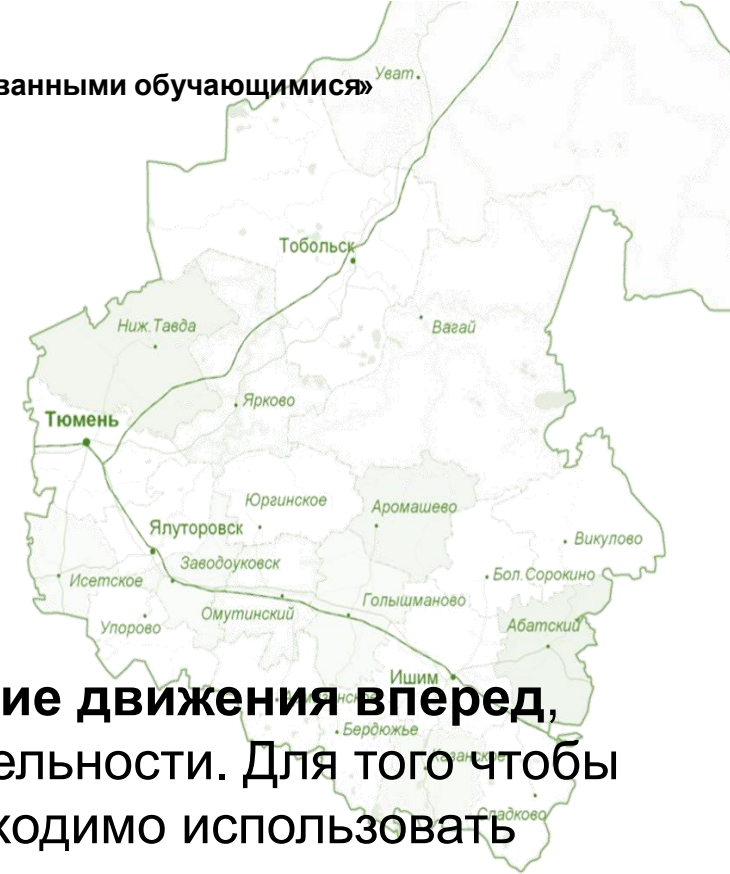 ванными обучающимися»
Уват
Тобольск
Ниж.Тавда
Вагай
Ярково
Тюмень
Юргинское
Аромашево
Ялуторовск
Викулово
Заводоуковск
Бол.Сорокино
Исетское
Голышманово
Омутинский
Упорово
Абатский
Ишим
ие движения вперед,
Бердюжье
Казанское
ельности. Для того чтобы
Сладково
ходимо использовать